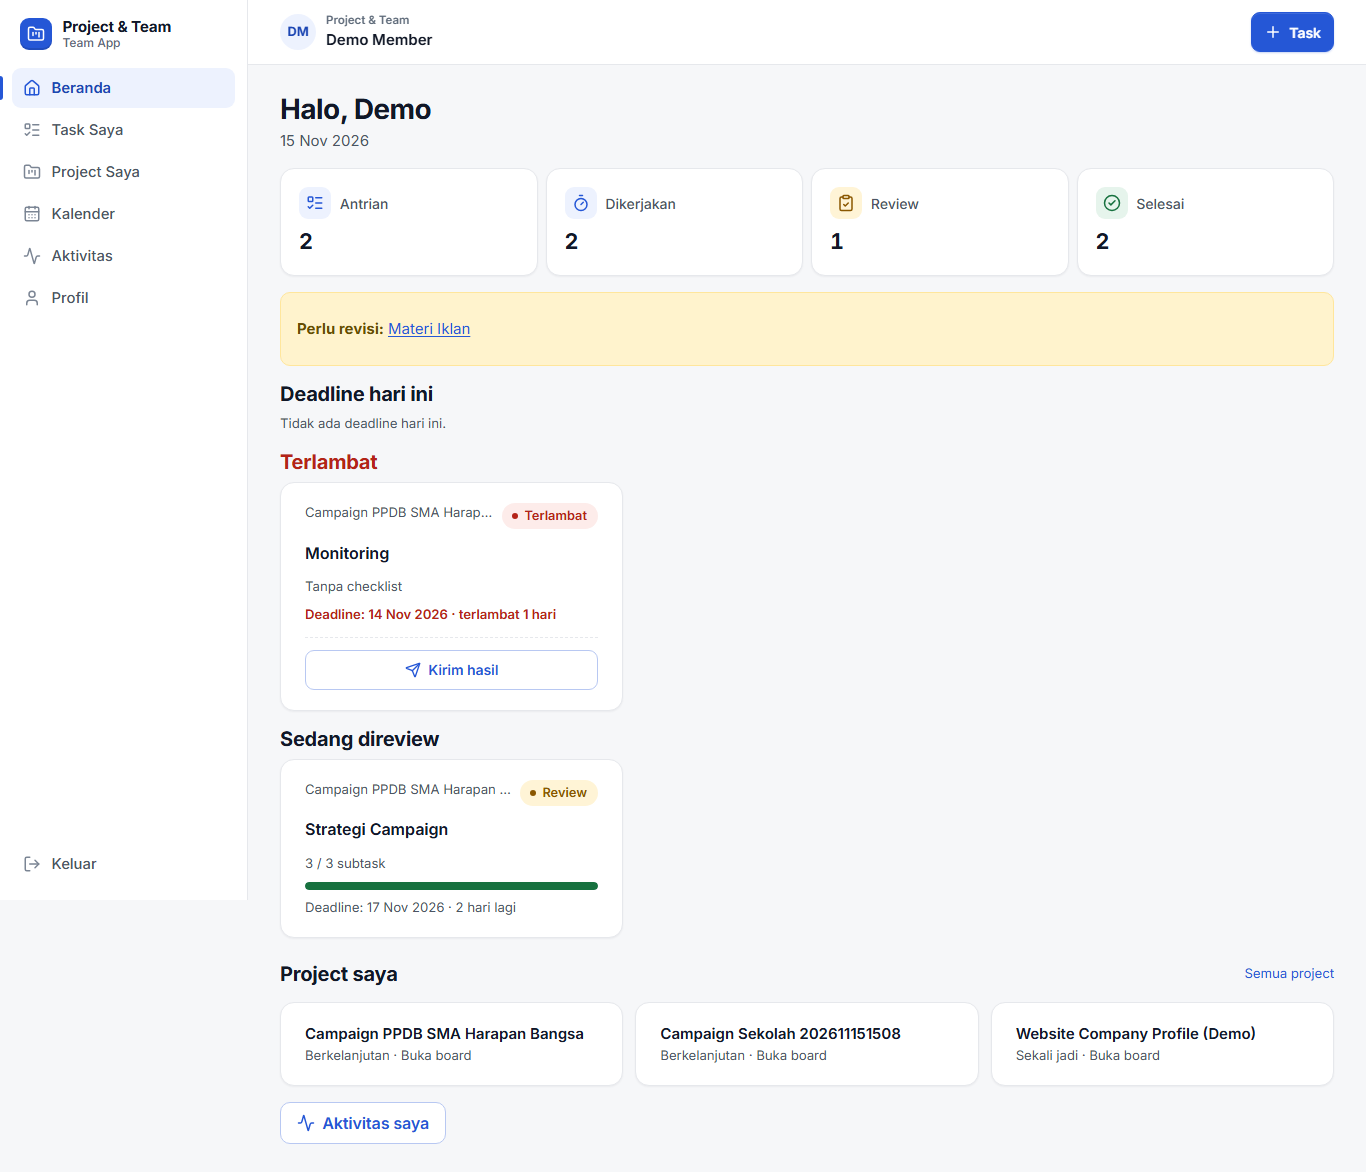 Project & Team
Team App
Beranda
Task Saya
Project Saya
Kalender
Aktivitas
Profil
Keluar
DM
Project & Team
Demo Member
+ Task
Halo, Demo
15 Nov 2026
Antrian
2
Dikerjakan
2
Review
1
Selesai
2
Perlu revisi: Materi Iklan
Deadline hari ini
Tidak ada deadline hari ini.
Terlambat
Campaign PPDB SMA Harap...
Terlambat
Monitoring
Tanpa checklist
Deadline: 14 Nov 2026 · terlambat 1 hari
Kirim hasil
Sedang direview
Campaign PPDB SMA Harapan ...
Review
Strategi Campaign
3 / 3 subtask
Deadline: 17 Nov 2026 · 2 hari lagi
Project saya
Semua project
Campaign PPDB SMA Harapan Bangsa
Berkelanjutan · Buka board
Campaign Sekolah 202611151508
Berkelanjutan · Buka board
Website Company Profile (Demo)
Sekali jadi · Buka board
Aktivitas saya